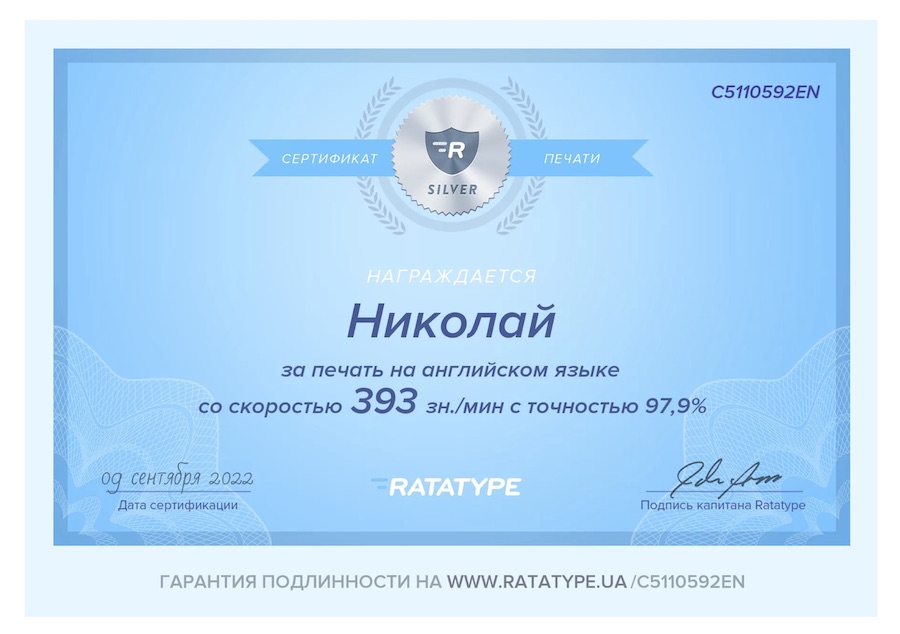 C5110592EN
СЕРТИФИКАТ ПЕЧАТИ
R
SILVER
НАГРАЖДАЕТСЯ
Николай
за печать на английском языке
со скоростью 393 зн./мин с точностью 97,9%
09 сентября 2022
RATATYPE
Дата сертификации
Подпись капитана Ratatype
ГАРАНТИЯ ПОДЛИННОСТИ НА WWW.RATATYPE.UA/C5110592EN